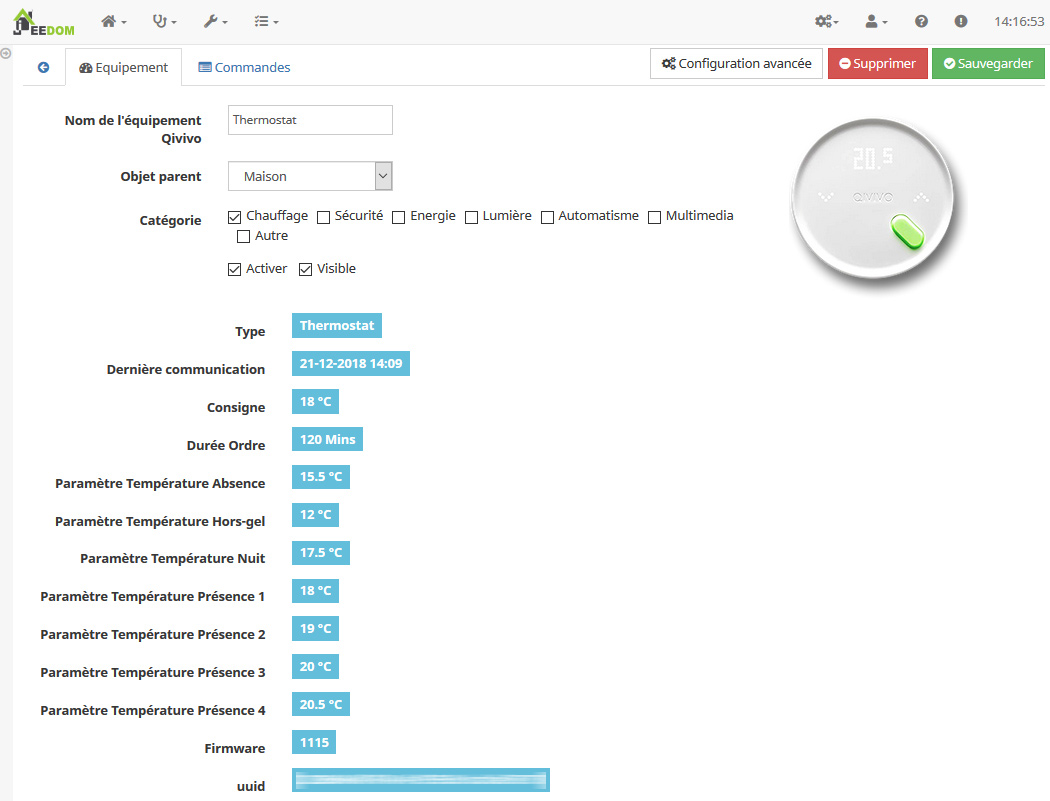 JEEDOM
14:16:53
Equipement
Commandes
Configuration avancée
Supprimer
Sauvegarder
Nom de l'équipement
Qivivo
Thermostat
20.5
QIVIVO
Objet parent
Maison
Catégorie
Chauffage Sécurité Energie Lumière Automatisme Multimedia
Autre
Activer Visible
Type Thermostat
Dernière communication 21-12-2018 14:09
Consigne 18 °C
Durée Ordre 120 Mins
Paramètre Température Absence 15.5 °C
Paramètre Température Hors-gel 12 °C
Paramètre Température Nuit 17.5 °C
Paramètre Température Présence 1 18 °C
Paramètre Température Présence 2 19 °C
Paramètre Température Présence 3 20 °C
Paramètre Température Présence 4 20.5 °C
Firmware 1115
uuid